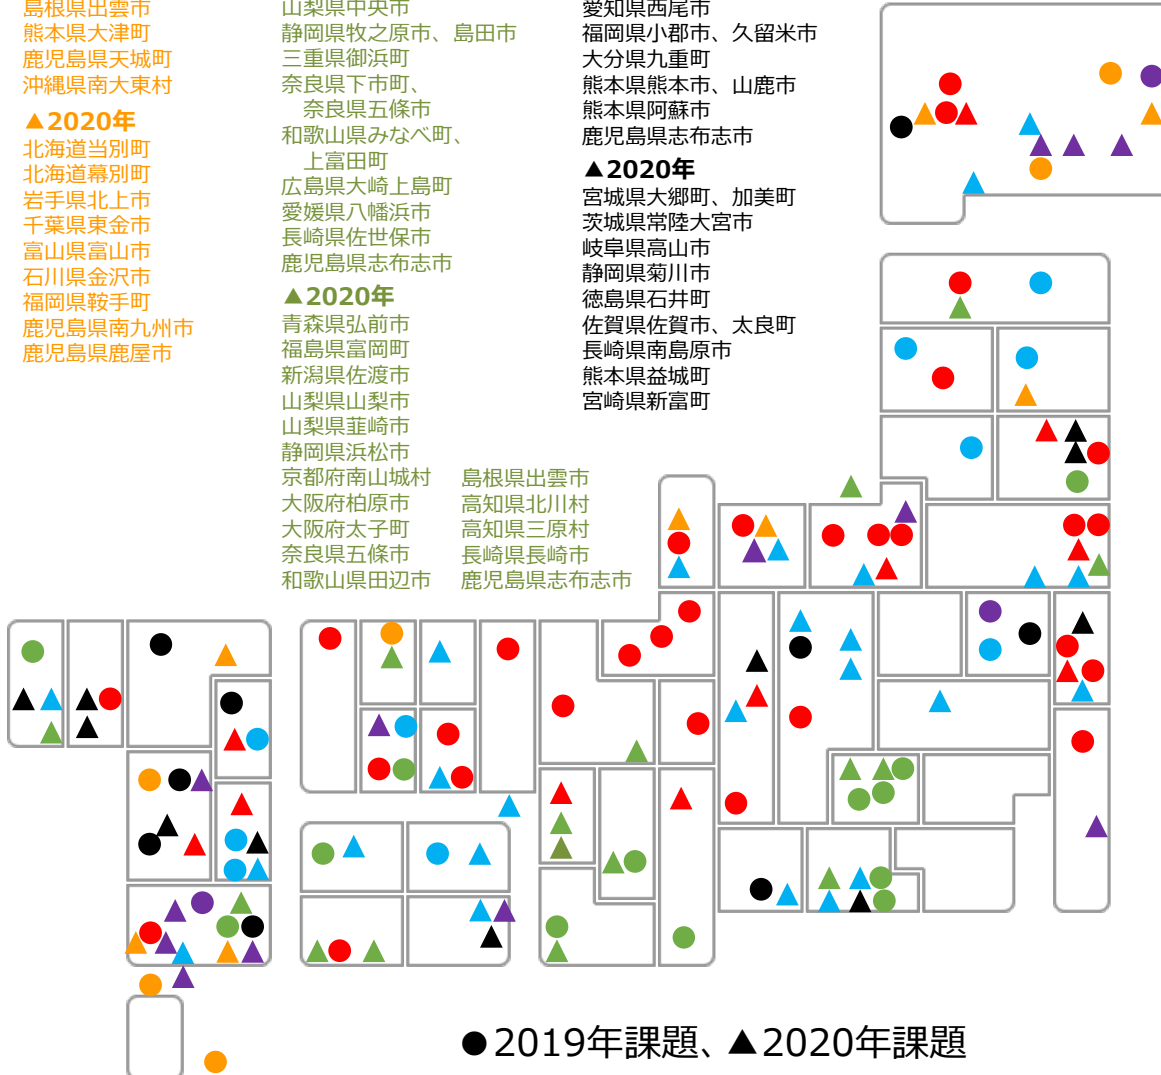 島根県出雲市
熊本県大津町
鹿児島県天城町
沖縄県南大東村
▲2020年
北海道当別町
北海道幕別町
岩手県北上市
千葉県東金市
富山県富山市
石川県金沢市
福岡県鞍手町
鹿児島県南九州市
鹿児島県鹿屋市
山梨県中央市
静岡県牧之原市、島田市
三重県御浜町
奈良県下市町、
奈良県五條市
和歌山県みなべ町、
上富田町
広島県大崎上島町
愛媛県八幡浜市
長崎県佐世保市
鹿児島県志布志市
▲2020年
青森県弘前市
福島県富岡町
新潟県佐渡市
山梨県山梨市
山梨県韮崎市
静岡県浜松市
京都府南山城村
大阪府柏原市
大阪府太子町
奈良県五條市
和歌山県田辺市
島根県出雲市
高知県北川村
高知県三原村
長崎県長崎市
鹿児島県志布志市
愛知県西尾市
福岡県小郡市、久留米市
大分県九重町
熊本県熊本市、山鹿市
熊本県阿蘇市
鹿児島県志布志市
▲2020年
宮城県大郷町、加美町
茨城県常陸大宮市
岐阜県高山市
静岡県菊川市
徳島県石井町
佐賀県佐賀市、太良町
長崎県南島原市
熊本県益城町
宮崎県新富町
●2019年課題、▲2020年課題